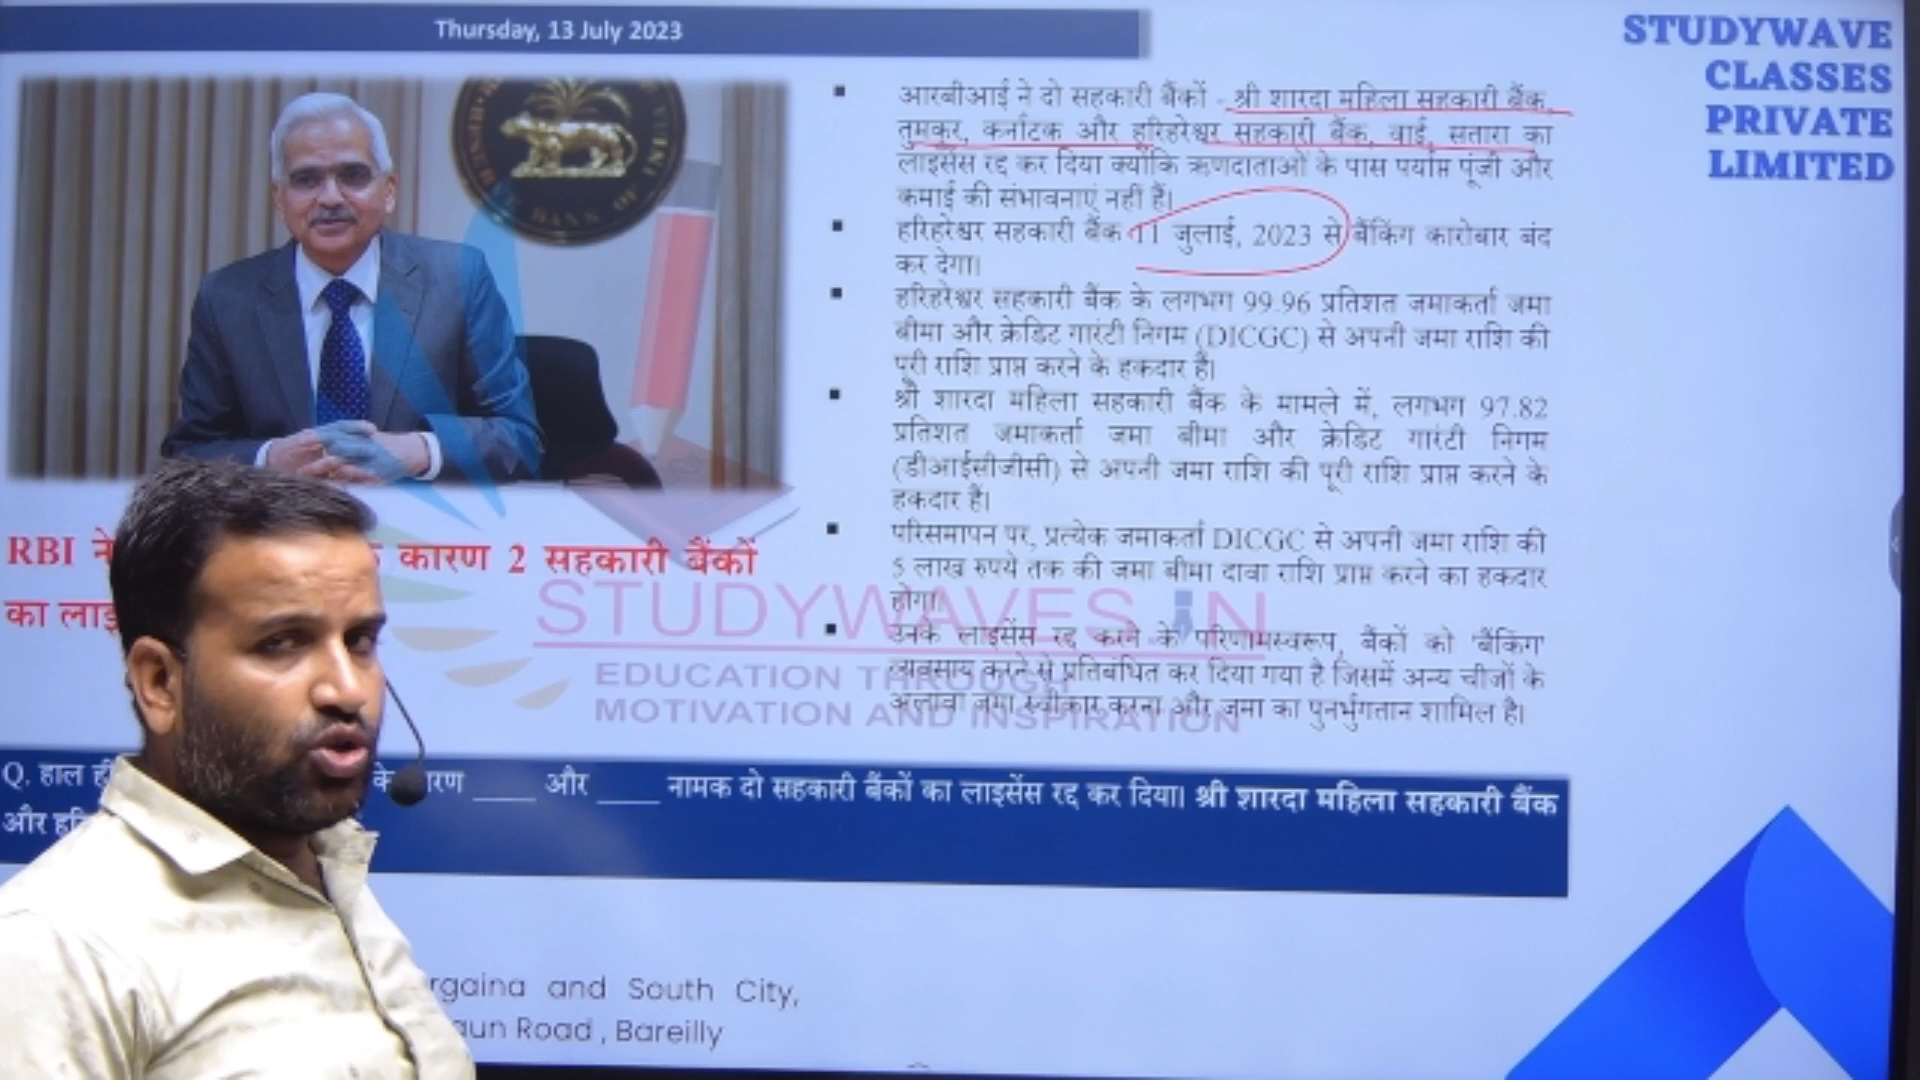 Thursday, 13 July 2023
STUDYWAVE
CLASSES
PRIVATE
LIMITED
RESERVE BANK OF INDIA
आरबीआई ने दो सहकारी बैंकों - श्री शारदा महिला सहकारी बैंक,
तुमकुर, कर्नाटक और हरिहरेश्वर सहकारी बैंक, वाई, सतारा का
लाइसेंस रद्द कर दिया क्योंकि ऋणदाताओं के पास पर्याप्त पूंजी और
कमाई की संभावनाएं नहीं हैं।
हरिहरेश्वर सहकारी बैंक 11 जुलाई, 2023 से बैंकिंग कारोबार बंद
कर देगा।
हरिहरेश्वर सहकारी बैंक के लगभग 99.96 प्रतिशत जमाकर्ता जमा
बीमा और क्रेडिट गारंटी निगम (DICGC) से अपनी जमा राशि की
पूरी राशि प्राप्त करने के हकदार हैं।
श्री शारदा महिला सहकारी बैंक के मामले में, लगभग 97.82
प्रतिशत जमाकर्ता जमा बीमा और क्रेडिट गारंटी निगम
(डीआईसीजीसी) से अपनी जमा राशि की पूरी राशि प्राप्त करने के
हकदार हैं।
परिसमापन पर, प्रत्येक जमाकर्ता DICGC से अपनी जमा राशि की
5 लाख रुपये तक की जमा बीमा दावा राशि प्राप्त करने का हकदार
होगा।
उनके लाइसेंस रद्द करने के परिणामस्वरूप, बैंकों को 'बैंकिंग'
व्यवसाय करने से प्रतिबंधित कर दिया गया है जिसमें अन्य चीजों के
अलावा जमा स्वीकार करना और जमा का पुनर्भुगतान शामिल है।
RBI ने कारण 2 सहकारी बैंकों
का
STUDYWAVES.IN
EDUCATION THROUGH
MOTIVATION AND INSPIRATION
Q. हाल ही ____ और ____ नामक दो सहकारी बैंकों का लाइसेंस रद्द कर दिया। श्री शारदा महिला सहकारी बैंक
और
and South City,
Road , Bareilly